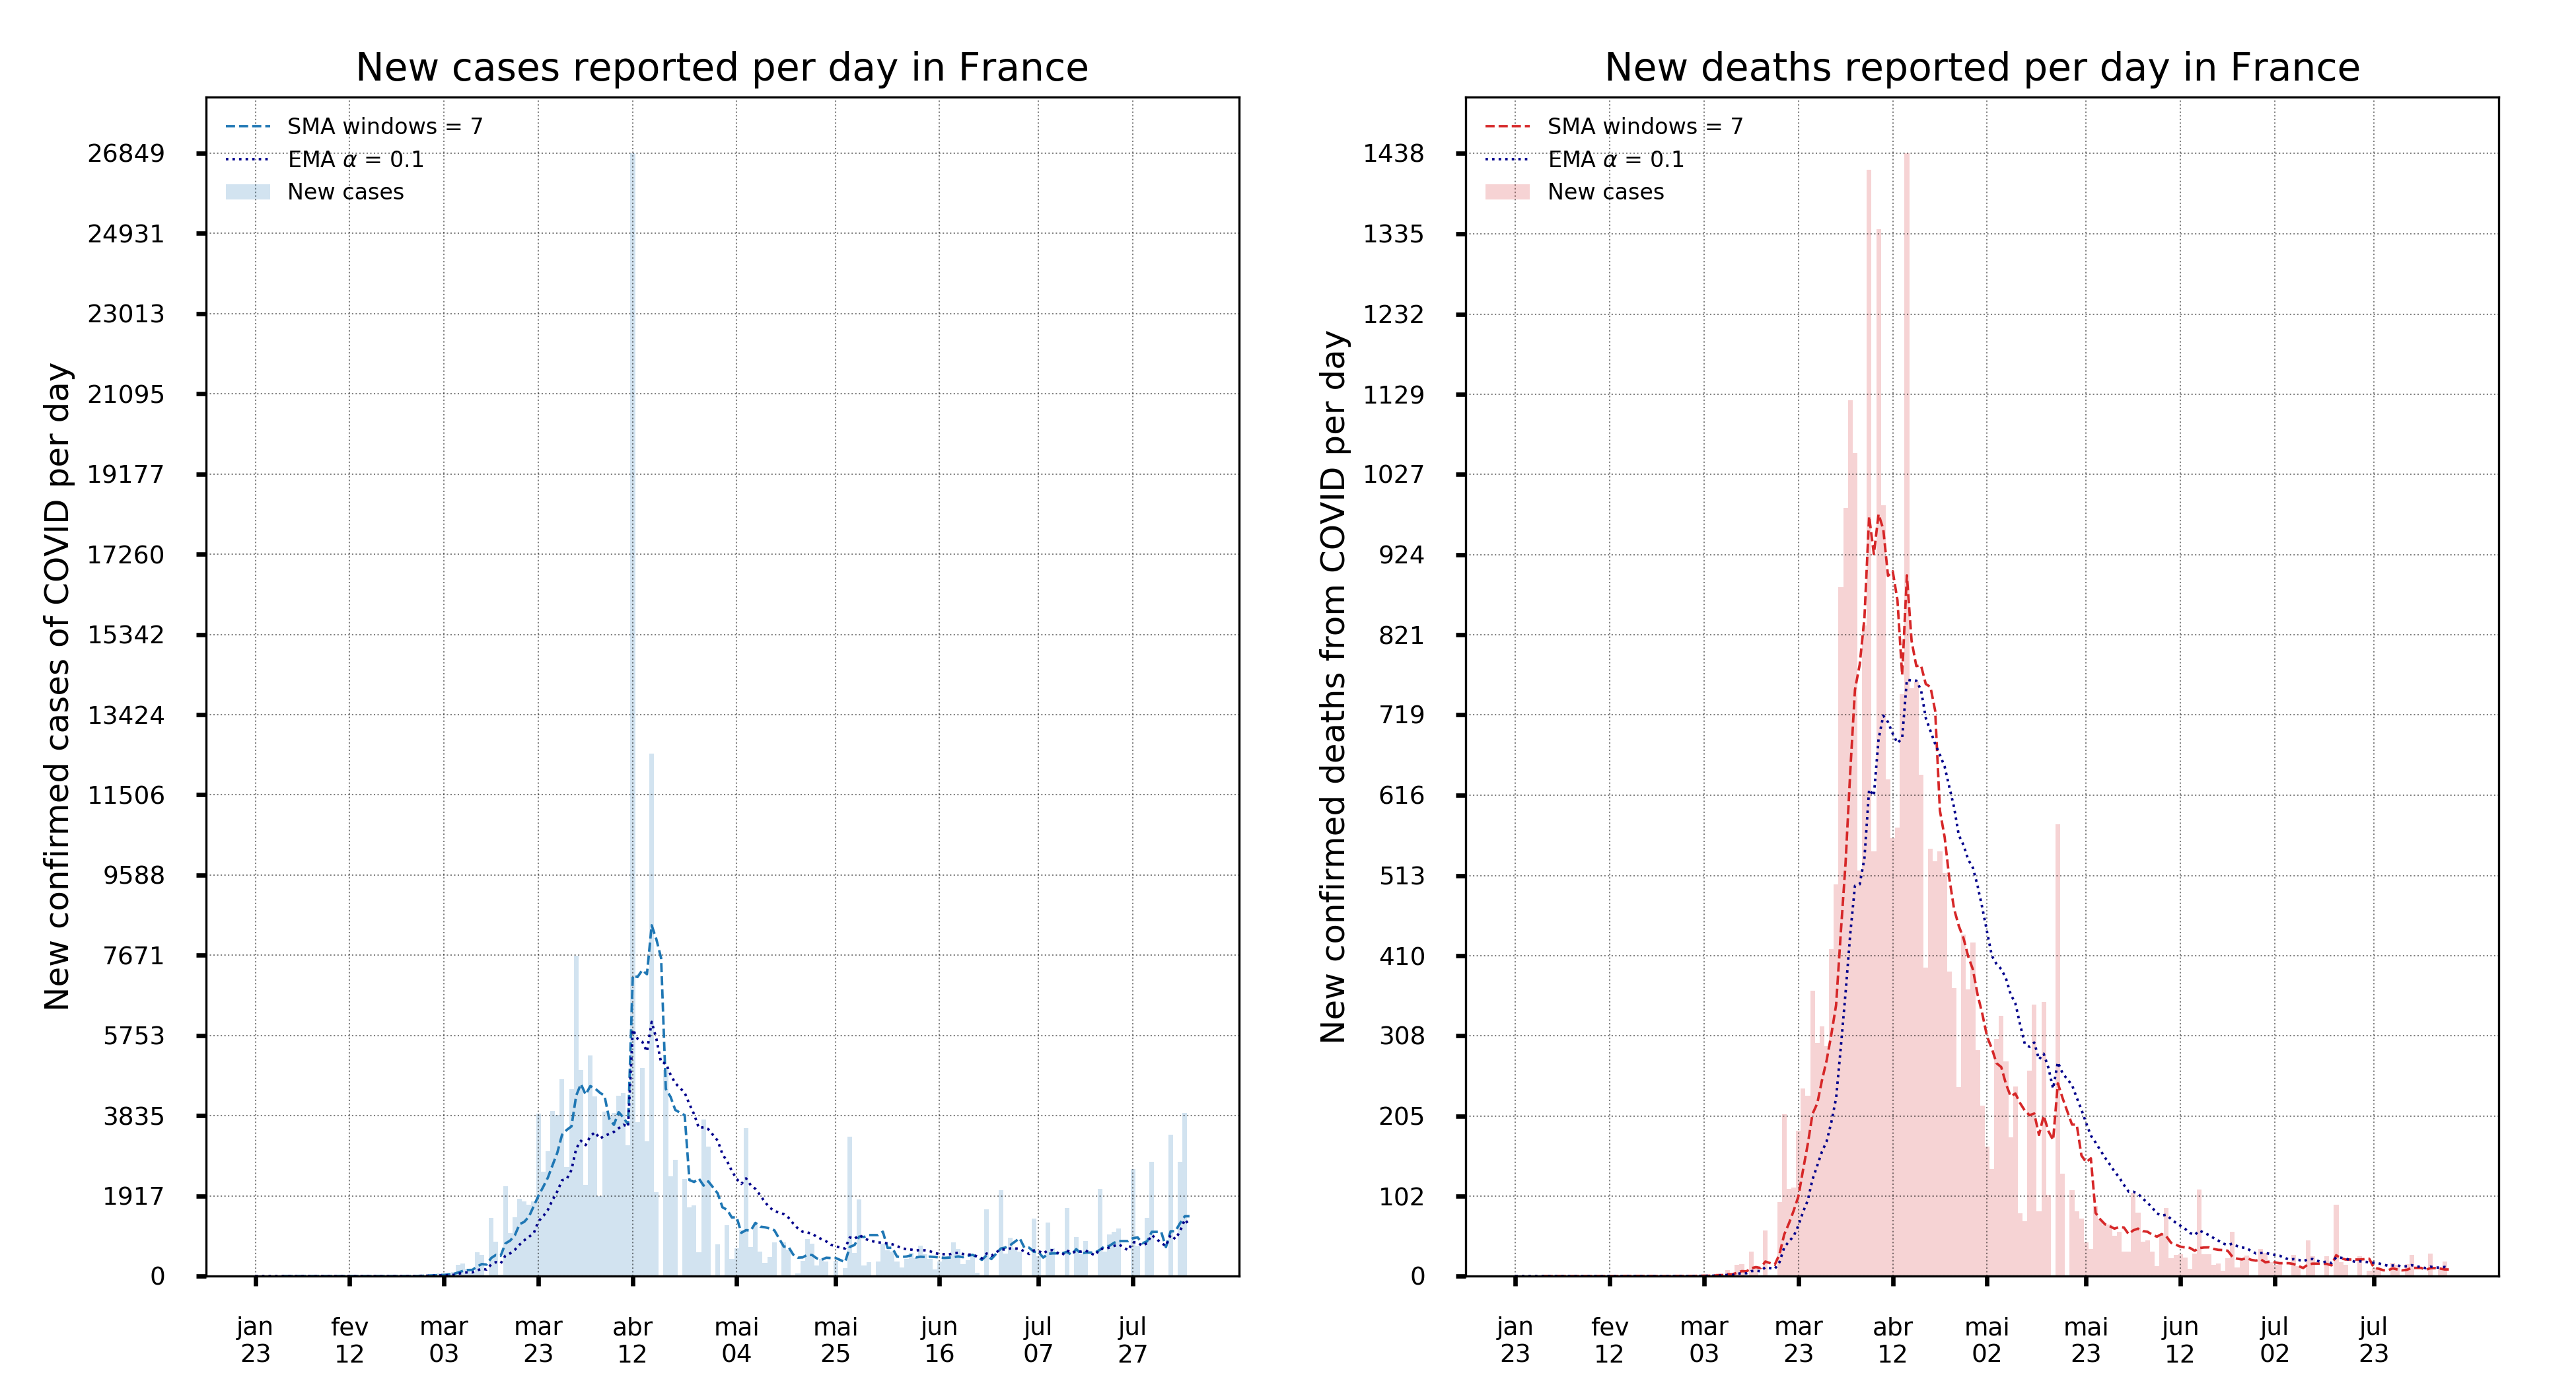 New cases reported per day in France
SMA windows = 7
EMA α = 0.1
New cases
New confirmed cases of COVID per day
26849
24931
23013
21095
19177
17260
15342
13424
11506
9588
7671
5753
3835
1917
0
jan 23
fev 12
mar 03
mar 23
abr 12
mai 04
mai 25
jun 16
jul 07
Jul 27
New deaths reported per day in France
SMA windows = 7
EMA α = 0.1
New cases
New confirmed deaths from COVID per day
1438
1335
1232
1129
1027
924
821
719
616
513
410
308
205
102
0
jan 23
fev 12
mar 03
mar 23
abr 12
mai 02
mai 23
jun 12
jul 02
jul 23